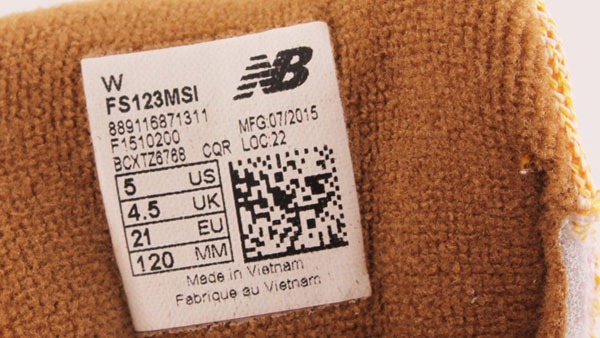 W
FS123MSI
NB
889116871311
F1510200
BCXTZ6768 CQR
MFG:07/2015
LOC:22
5 US
4.5 UK
21 EU
120 MM
Made in Vietnam
Fabrique au Vietnam